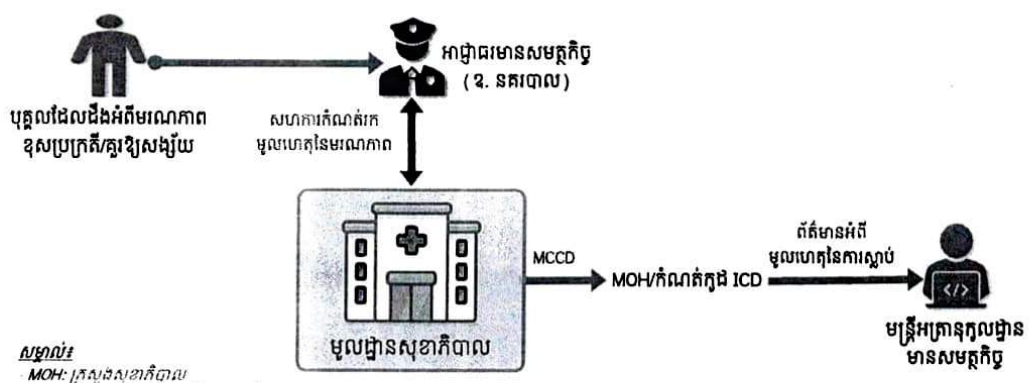 អាជ្ញាធរមានសមត្ថកិច្ច
(ឧ. នគរបាល)
បុគ្គលដែលដឹងអំពីមរណភាព
ខុសប្រក្រតី/គួរឱ្យសង្ស័យ
សហការកំណត់រក
មូលហេតុនៃមរណភាព
MCCD
MOH/កំណត់កូដ ICD
ព័ត៌មានអំពី
មូលហេតុនៃការស្លាប់
</>
មូលដ្ឋានសុខាភិបាល
មន្ត្រីអត្រានុកូលដ្ឋាន
មានសមត្ថកិច្ច
សម្គាល់៖
- MOH: ក្រសួងសុខាភិបាល